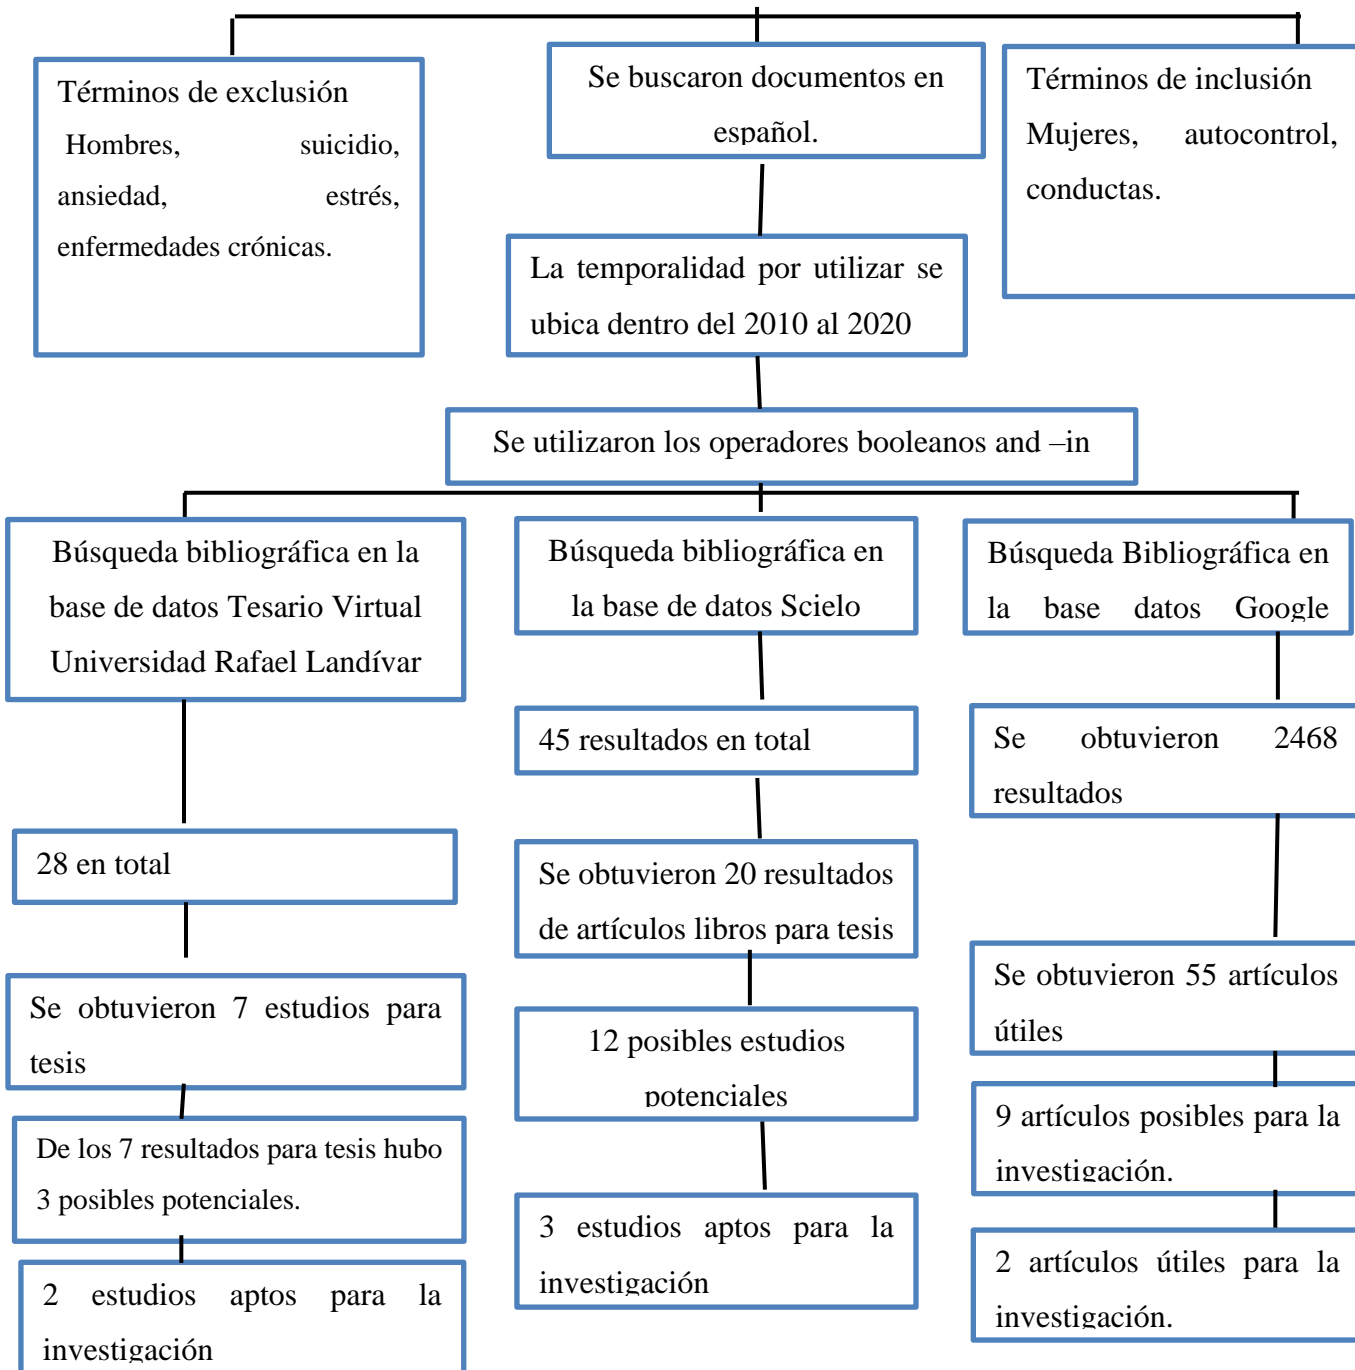 Términos de exclusión
Hombres, suicidio,
ansiedad, estrés,
enfermedades crónicas.
Se buscaron documentos en
español.
Términos de inclusión
Mujeres, autocontrol,
conductas.
La temporalidad por utilizar se
ubica dentro del 2010 al 2020
Se utilizaron los operadores booleanos and –in
Búsqueda bibliográfica en la
base de datos Tesario Virtual
Universidad Rafael Landívar
28 en total
Se obtuvieron 7 estudios para
tesis
De los 7 resultados para tesis hubo
3 posibles potenciales.
2 estudios aptos para la
investigación
Búsqueda bibliográfica en
la base de datos Scielo
45 resultados en total
Se obtuvieron 20 resultados
de artículos libros para tesis
12 posibles estudios
potenciales
3 estudios aptos para la
investigación
Búsqueda Bibliográfica en
la base datos Google
Se obtuvieron 2468
resultados
Se obtuvieron 55 artículos
útiles
9 artículos posibles para la
investigación.
2 artículos útiles para la
investigación.